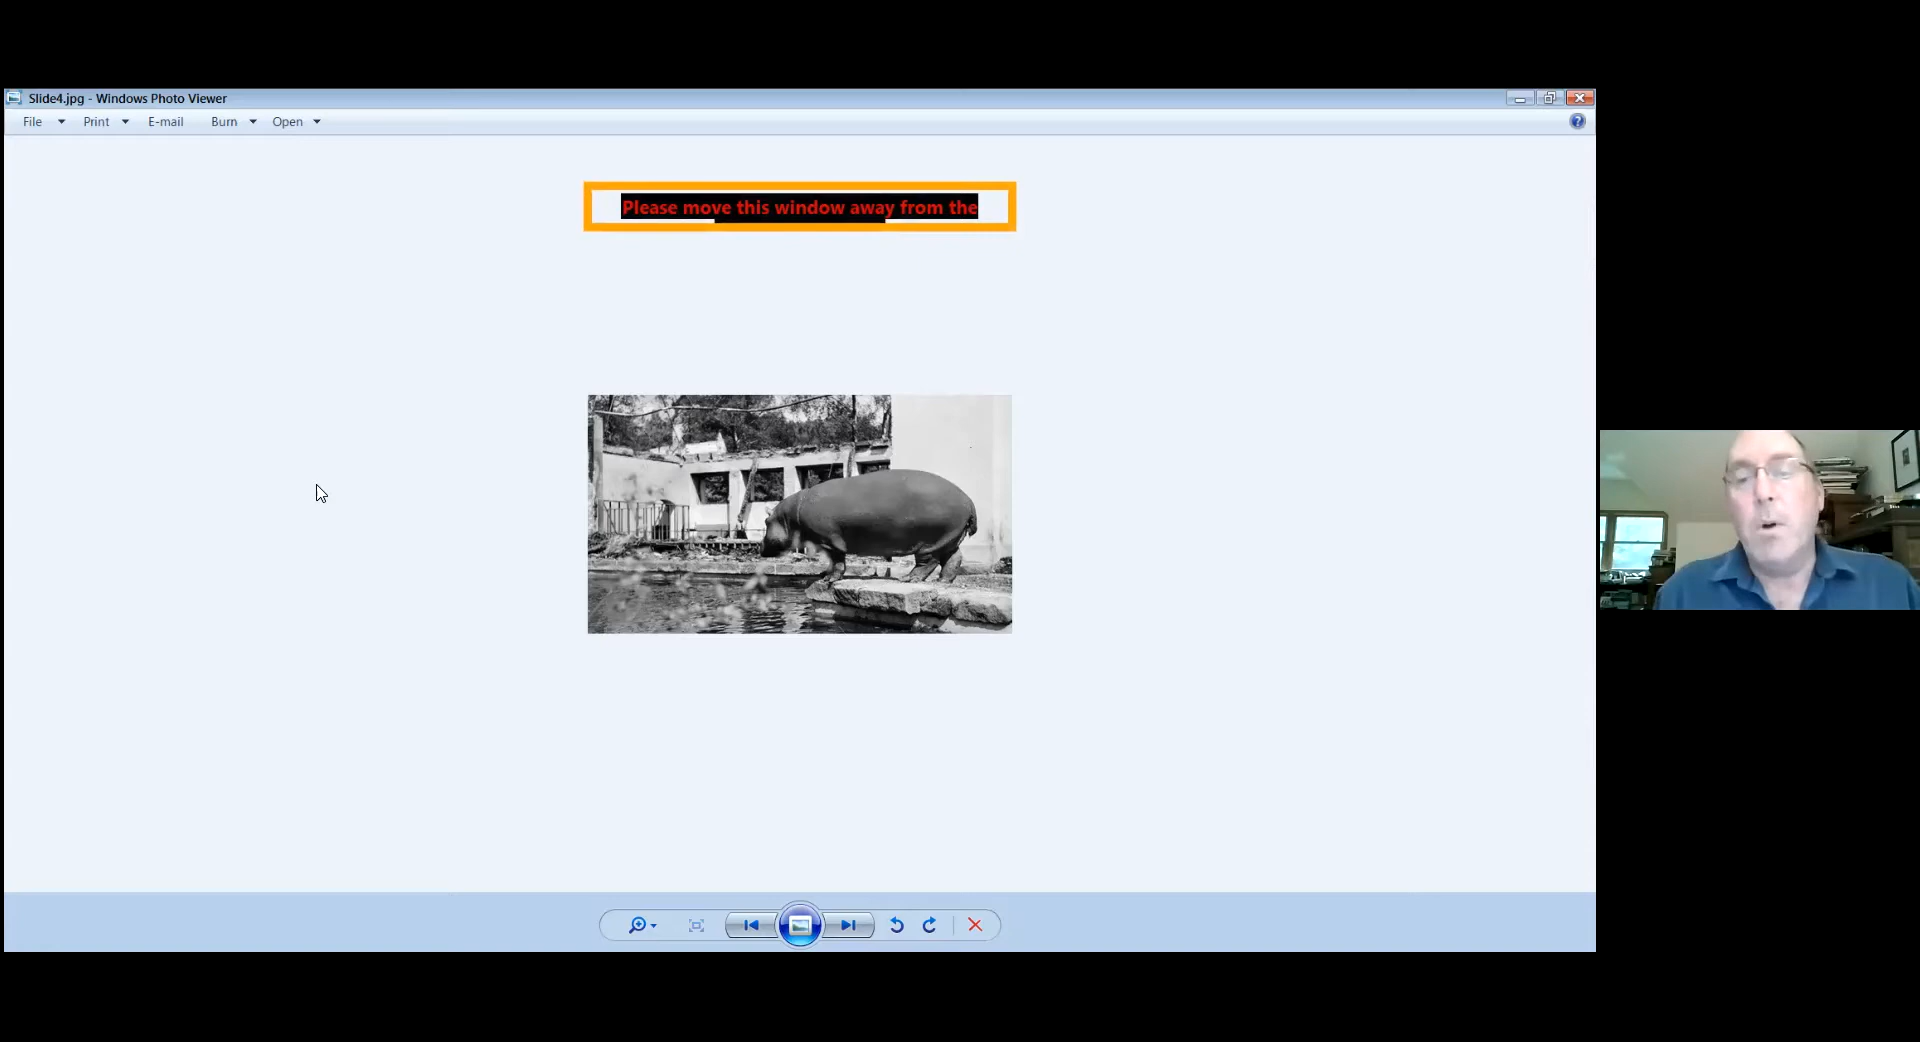 Slide4.jpg - Windows Photo Viewer
File Print E-mail Burn Open
?
Please move this window away from the